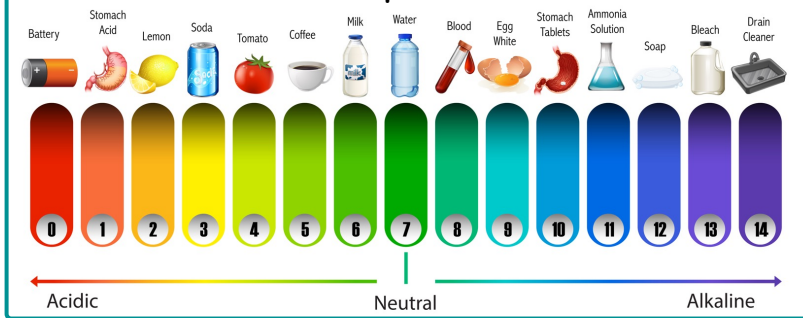 Battery
Stomach
Acid
Lemon
Soda
Tomato
Coffee
Milk
Water
Blood
Egg
White
Stomach
Tablets
Ammonia
Solution
Soap
Bleach
Drain
Cleaner
Soda
milk
0 1 2 3 4 5 6 7 8 9 10 11 12 13 14
Acidic
Neutral
Alkaline